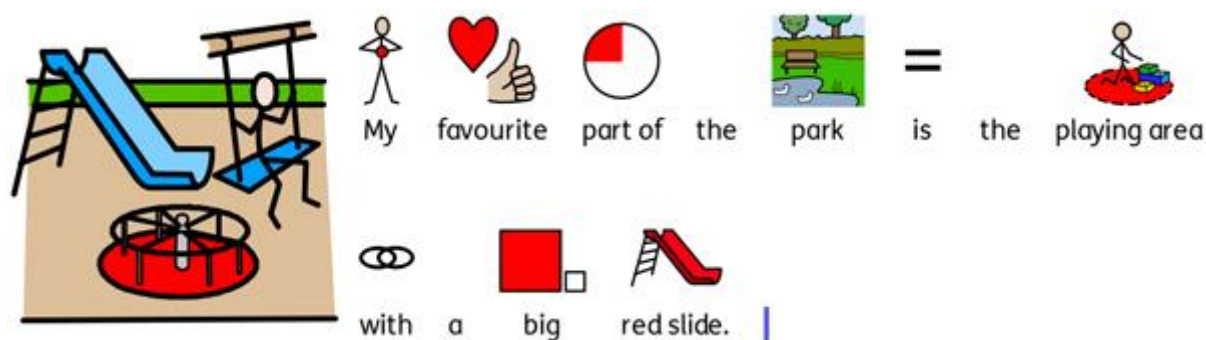 My favourite part of the park is the playing area
with a big red slide.